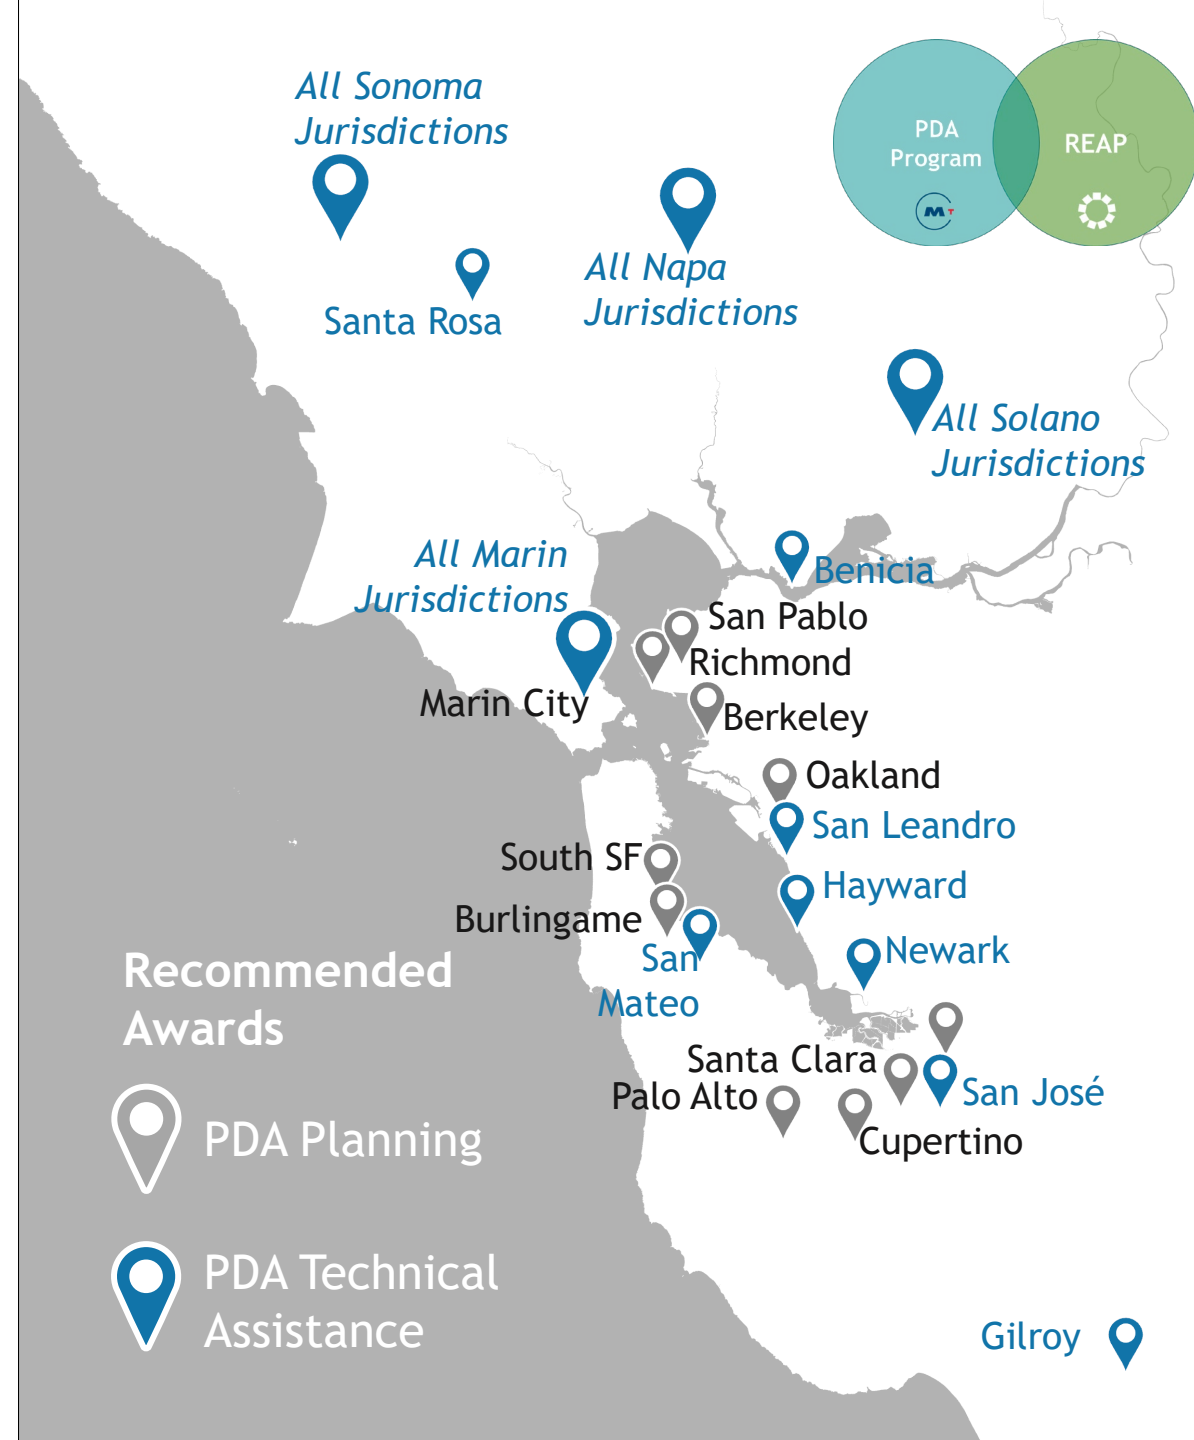 All Sonoma
Jurisdictions
PDA
Program
REAP
MT
All Napa
Jurisdictions
Santa Rosa
All Solano
Jurisdictions
All Marin
Jurisdictions
Benicia
San Pablo
Richmond
Marin City
Berkeley
Oakland
San Leandro
South SF
Hayward
Burlingame
San
Mateo
Newark
Recommended
Awards
Santa Clara
Palo Alto
San José
Cupertino
PDA Planning
PDA Technical
Assistance
Gilroy